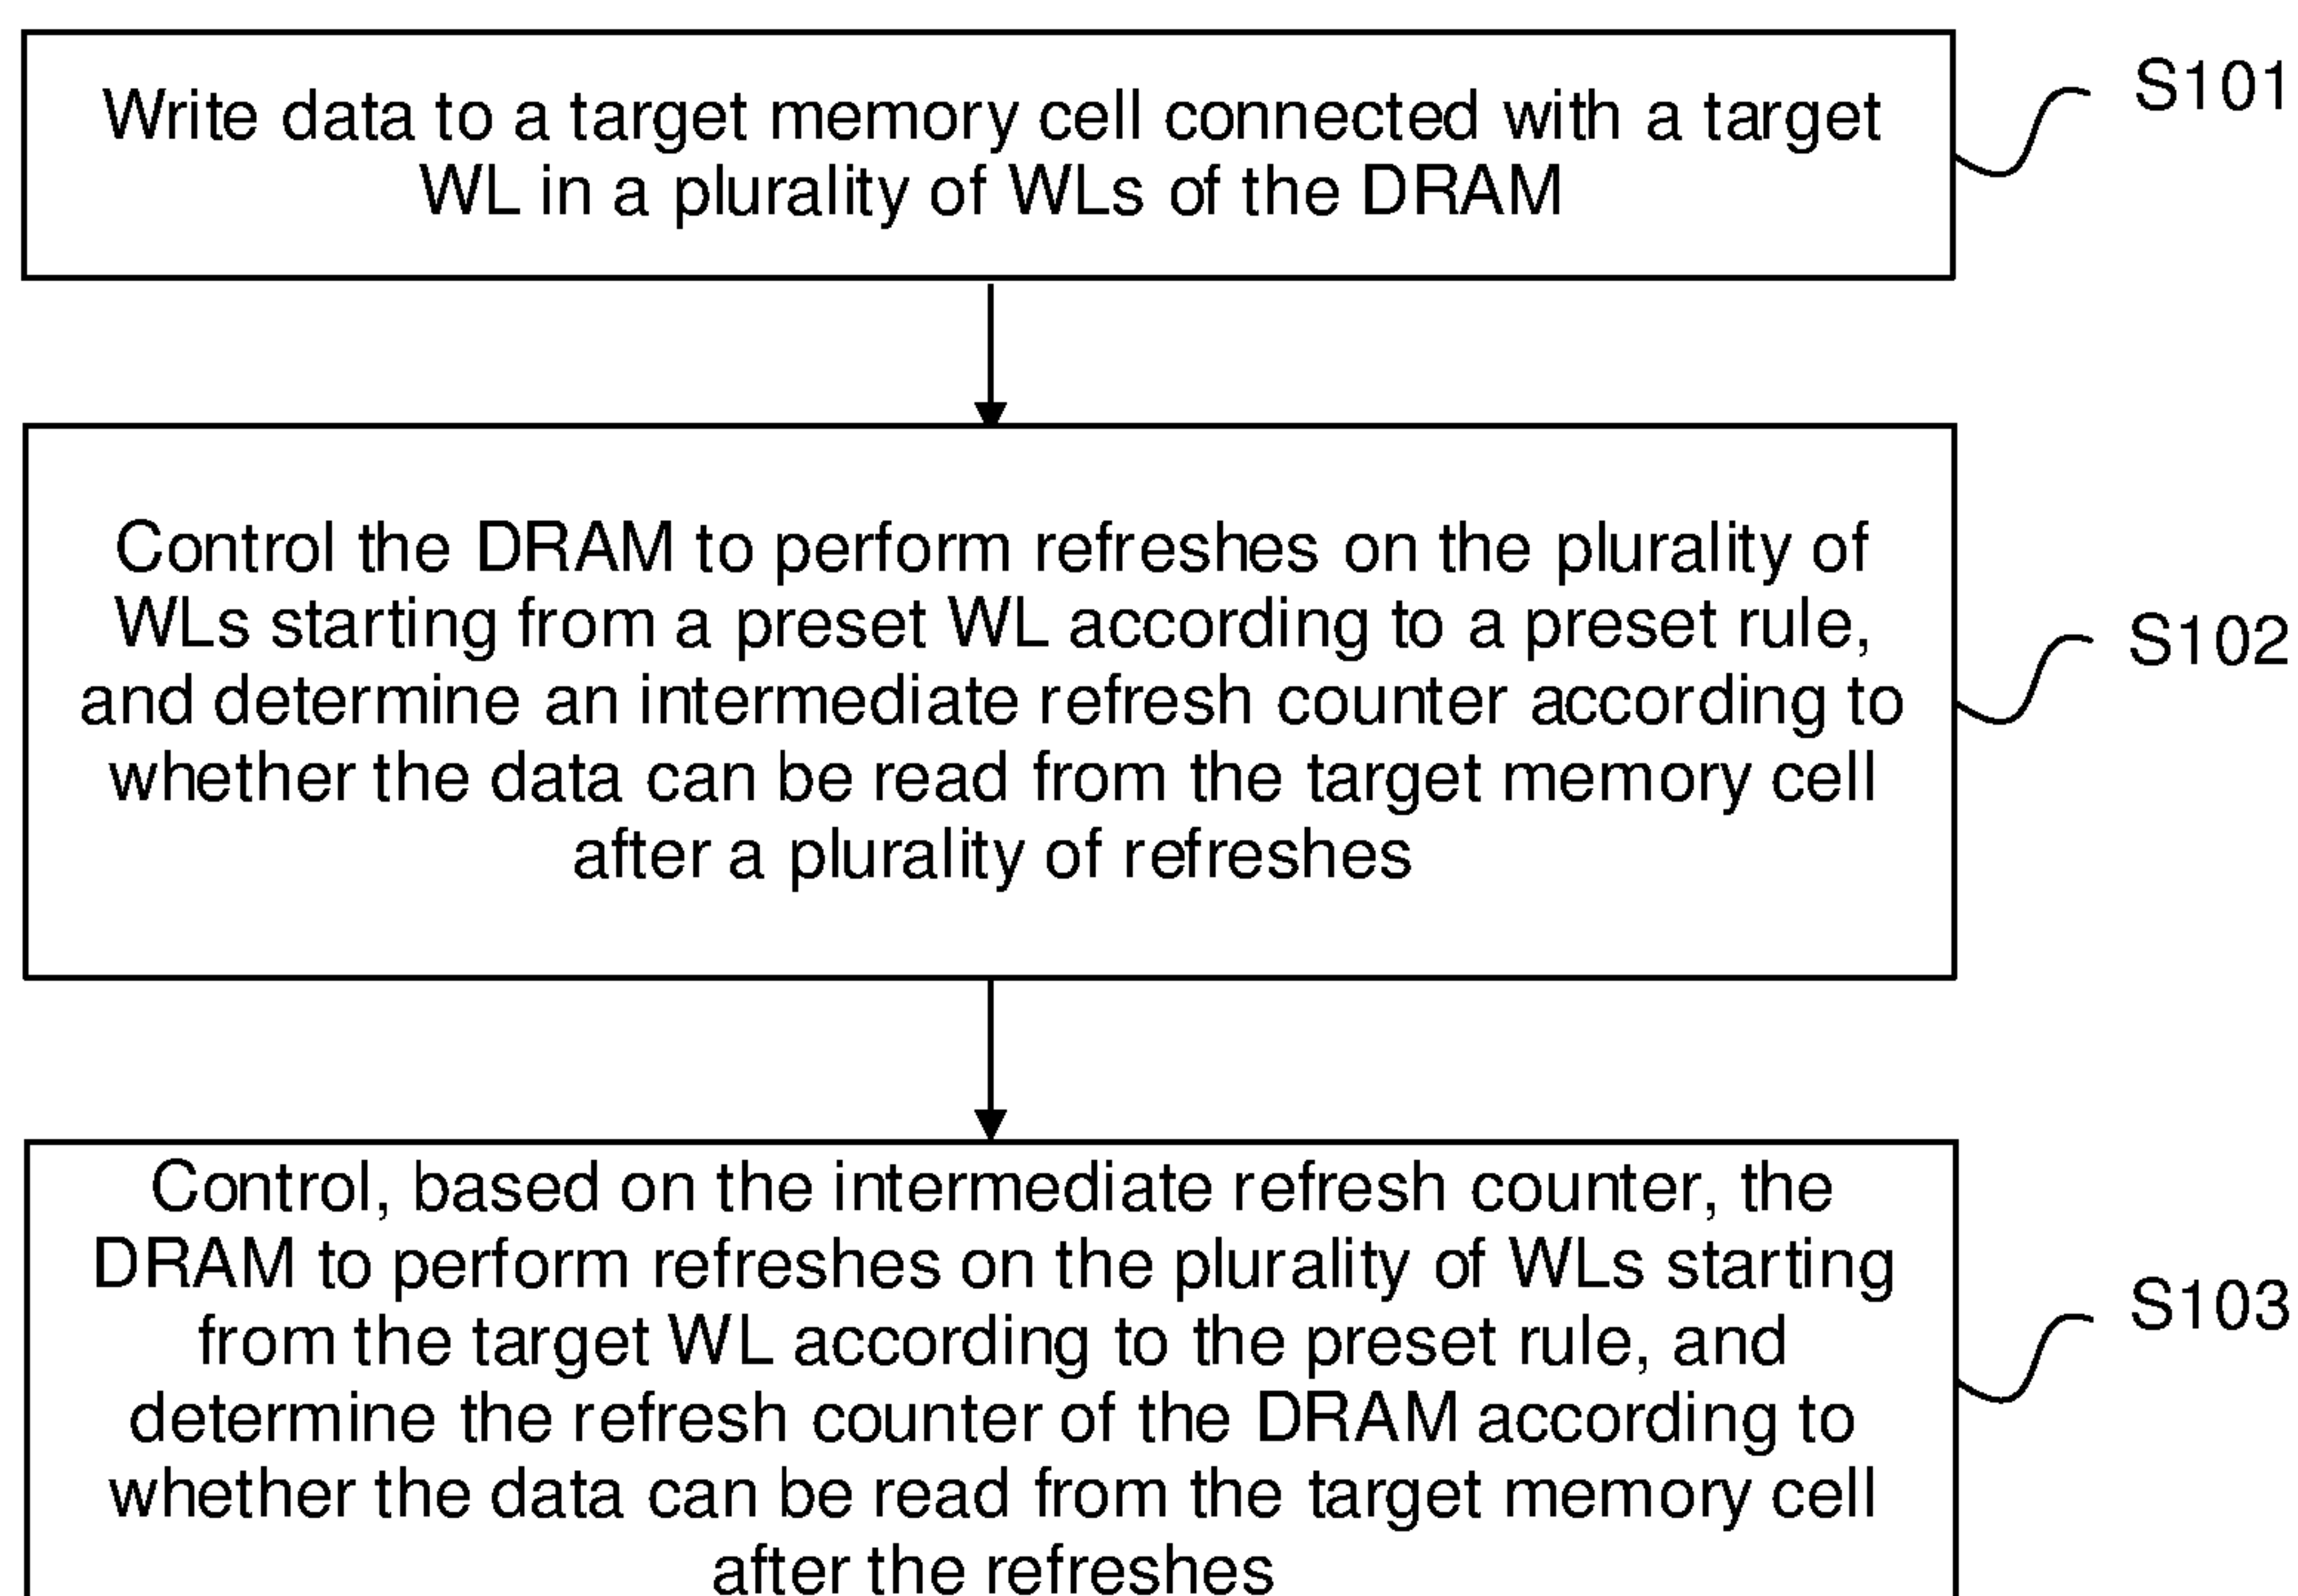 Write data to a target memory cell connected with a target
WL in a plurality of WLs of the DRAM
S101
Control the DRAM to perform refreshes on the plurality of
WLs starting from a preset WL according to a preset rule,
and determine an intermediate refresh counter according to
whether the data can be read from the target memory cell
after a plurality of refreshes
S102
Control, based on the intermediate refresh counter, the
DRAM to perform refreshes on the plurality of WLs starting
from the target WL according to the preset rule, and
determine the refresh counter of the DRAM according to
whether the data can be read from the target memory cell
after the refreshes
S103